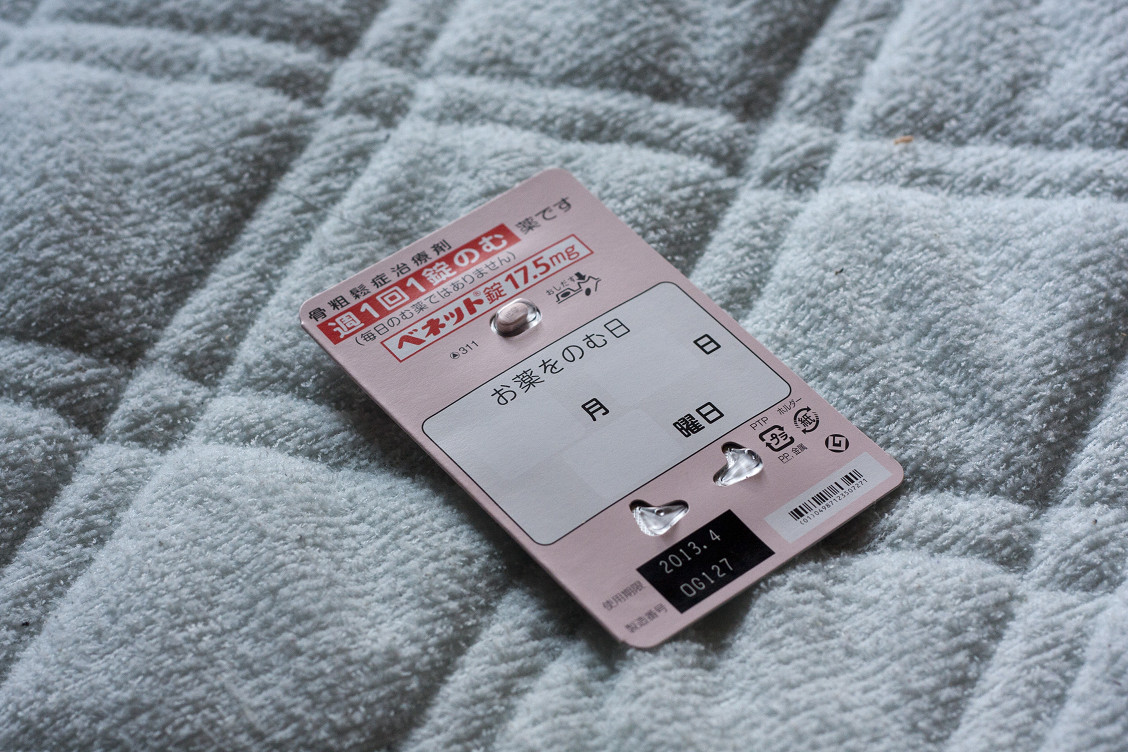 骨粗鬆症治療剤
週1回1錠のむ 薬です
(毎日のむ薬ではありません)
ベネット®錠17.5mg
おしだす
311
お薬をのむ日
月 日
曜日
PTP ホルダー
プラ 紙
PP, 金属
(01)04987123507271
使用期限 2013.4
製造番号 OG127